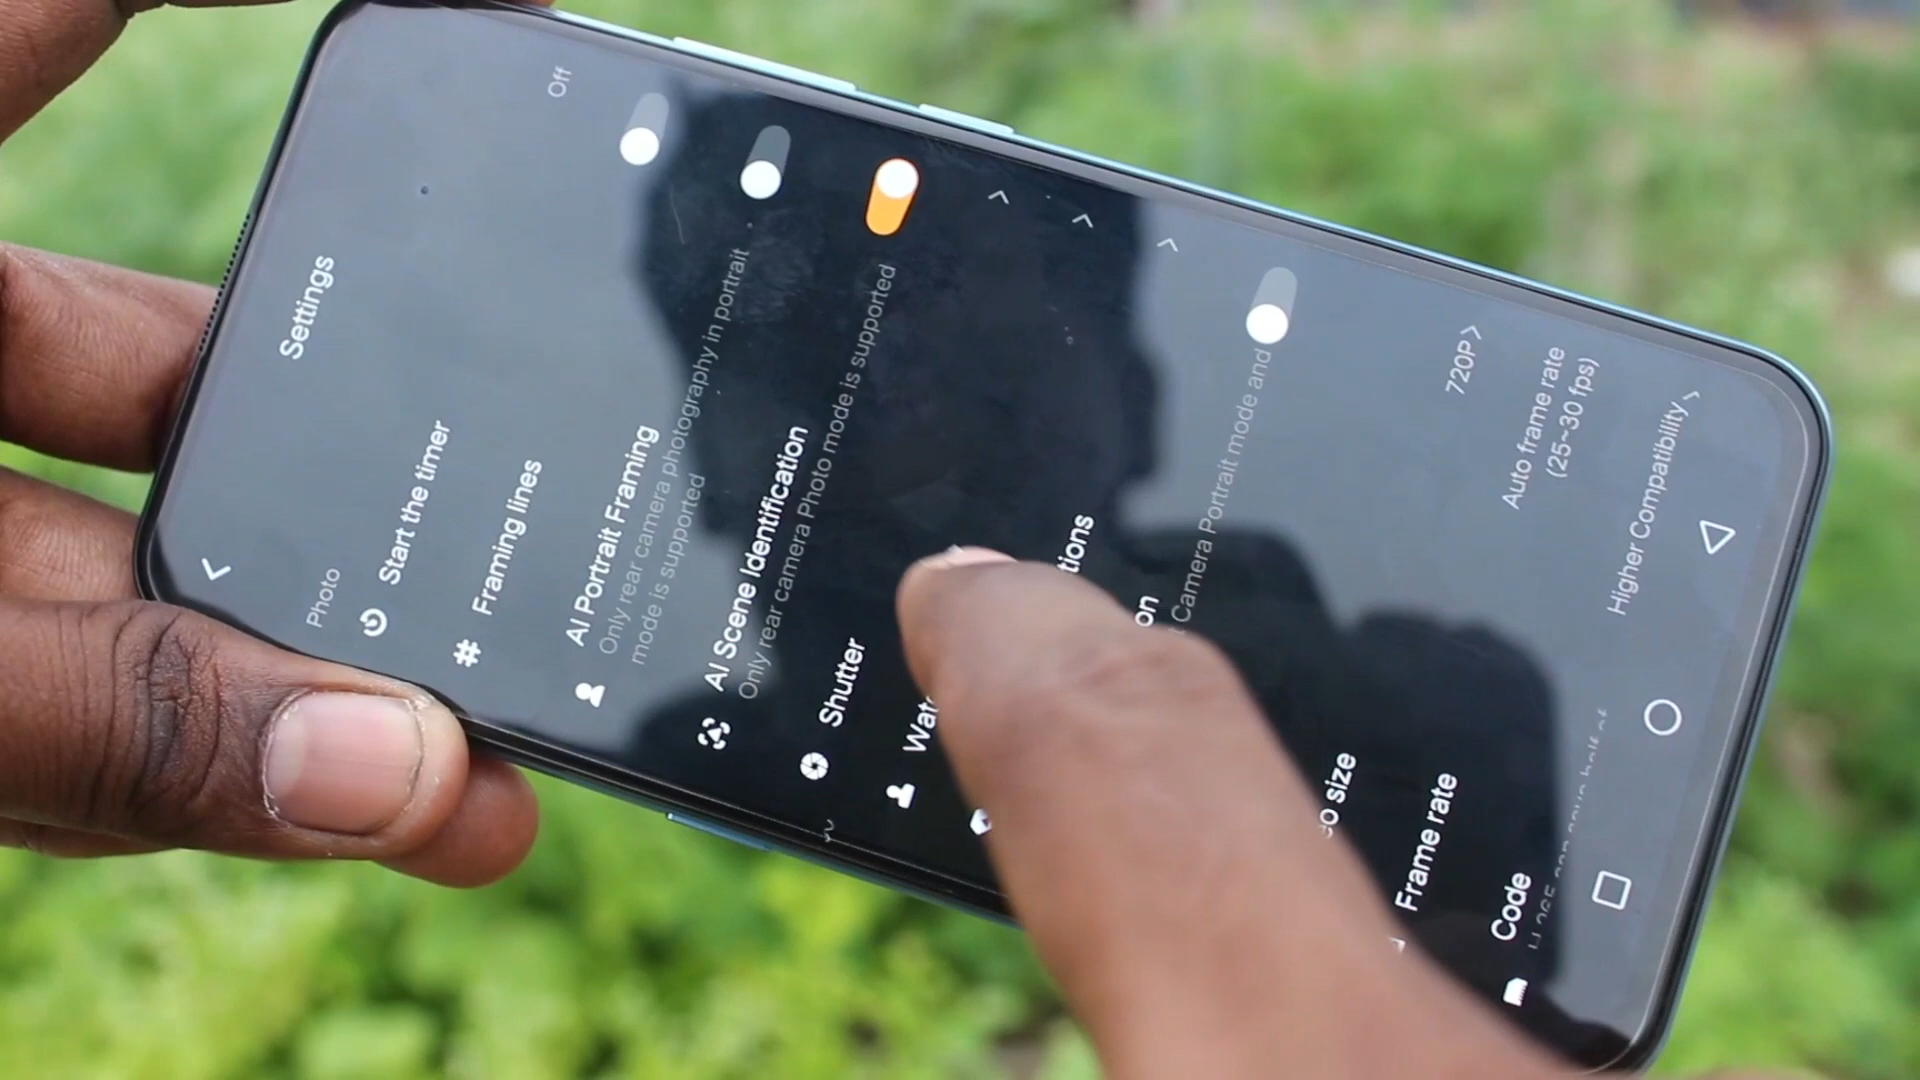 Settings
Photo
Start the timer
Off
Framing lines
AI Portrait Framing
Only rear camera photography in portrait
mode is supported
AI Scene Identification
Only rear camera Photo mode is supported
Shutter
Camera Portrait mode and
size
720P
Frame rate
Auto frame rate
(25~30 fps)
Code
Higher Compatibility